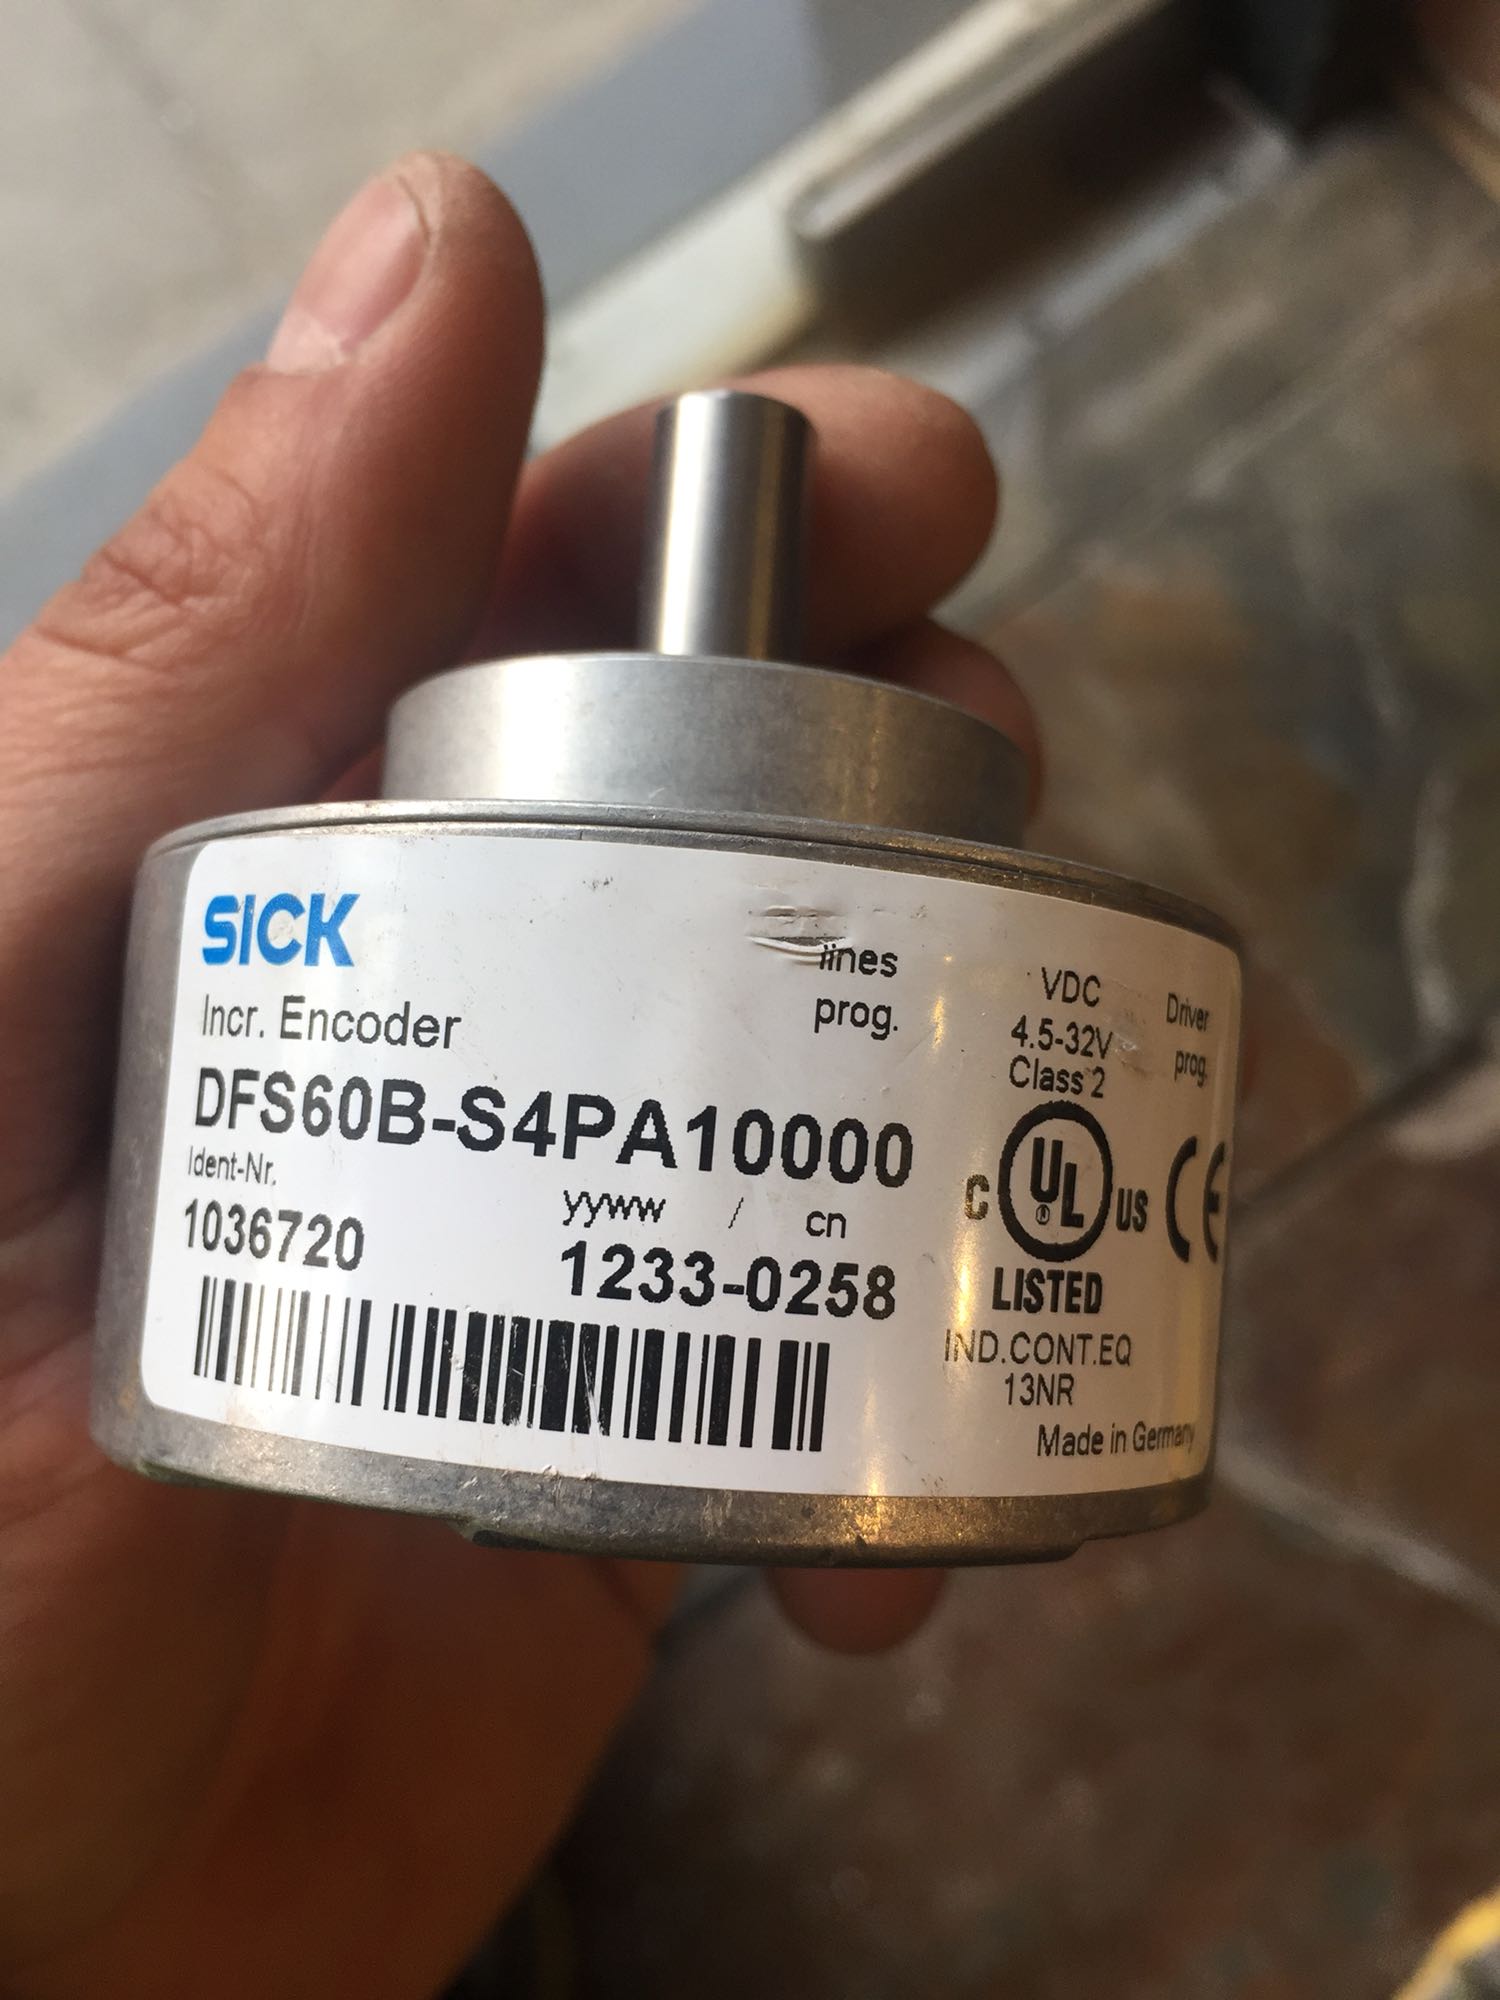 SICK
Incr. Encoder
DFS60B-S4PA10000
Ident-Nr.
1036720
yyww / cn
1233-0258
lines
prog.
VDC
4.5-32V
Class 2
Driver
prog.
C UL ® US
LISTED
IND.CONT.EQ
13NR
CE
Made in Germany